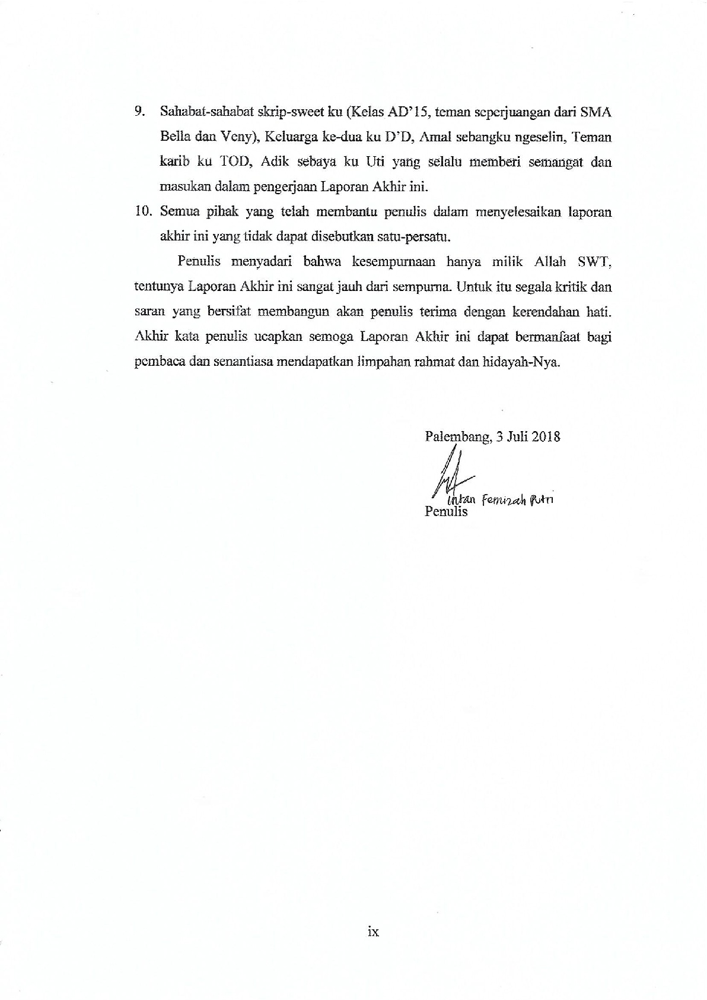 9. Sahabat-sahabat skrip-sweet ku (Kelas AD'15, teman seperjuangan dari SMA
Bella dan Veny), Keluarga ke-dua ku D'D, Amal sebangku ngeselin, Teman
karib ku TOD, Adik sebaya ku Uti yang selalu memberi semangat dan
masukan dalam pengerjaan Laporan Akhir ini.
10. Semua pihak yang telah membantu penulis dalam menyelesaikan laporan
akhir ini yang tidak dapat disebutkan satu-persatu.
Penulis menyadari bahwa kesempurnaan hanya milik Allah SWT,
tentunya Laporan Akhir ini sangat jauh dari sempurna. Untuk itu segala kritik dan
saran yang bersifat membangun akan penulis terima dengan kerendahan hati.
Akhir kata penulis ucapkan semoga Laporan Akhir ini dapat bermanfaat bagi
pembaca dan senantiasa mendapatkan limpahan rahmat dan hidayah-Nya.
Palembang, 3 Juli 2018
Intan Femizah Putri
Penulis
ix